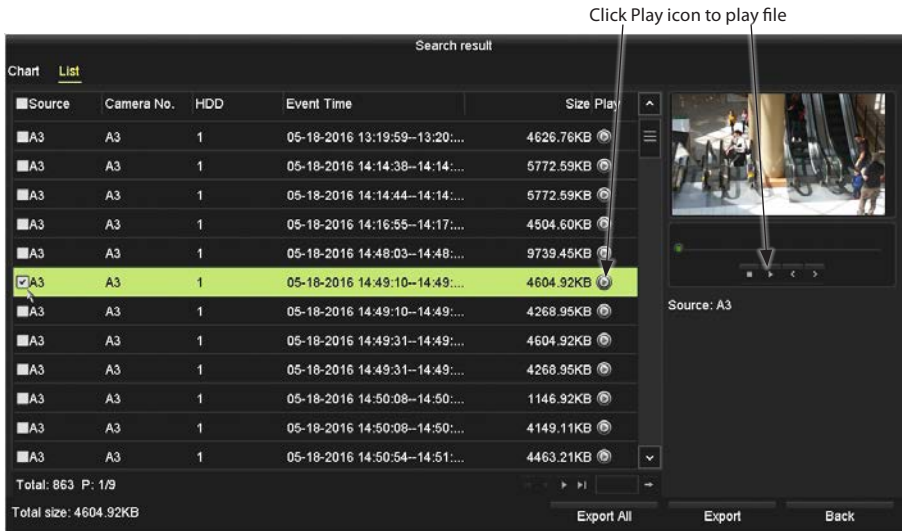 Click Play icon to play file
Search result
Chart List
Source Camera No. HDD Event Time Size Play
A3 A3 1 05-18-2016 13:19:59--13:20:... 4626.76KB
A3 A3 1 05-18-2016 14:14:38--14:14:... 5772.59KB
A3 A3 1 05-18-2016 14:14:44--14:14:... 5772.59KB
A3 A3 1 05-18-2016 14:16:55--14:17:... 4504.60KB
A3 A3 1 05-18-2016 14:48:03--14:48:... 9739.45KB
A3 A3 1 05-18-2016 14:49:10--14:49:... 4604.92KB
A3 A3 1 05-18-2016 14:49:10--14:49:... 4268.95KB
A3 A3 1 05-18-2016 14:49:31--14:49:... 4604.92KB
A3 A3 1 05-18-2016 14:49:31--14:49:... 4268.95KB
A3 A3 1 05-18-2016 14:50:08--14:50:... 1146.92KB
A3 A3 1 05-18-2016 14:50:08--14:50:... 4149.11KB
A3 A3 1 05-18-2016 14:50:54--14:51:... 4463.21KB
Source: A3
Total: 863 P: 1/9
Total size: 4604.92KB
Export All Export Back